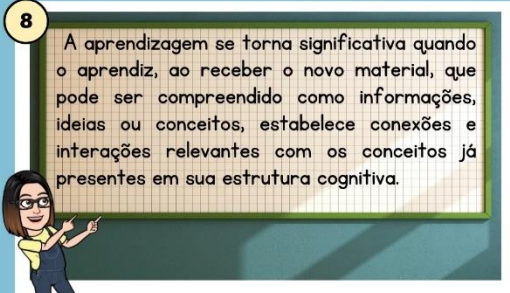 8
A aprendizagem se torna significativa quando
o aprendiz, ao receber o novo material, que
pode ser compreendido como informações,
ideias ou conceitos, estabelece conexões e
interações relevantes com os conceitos já
presentes em sua estrutura cognitiva.